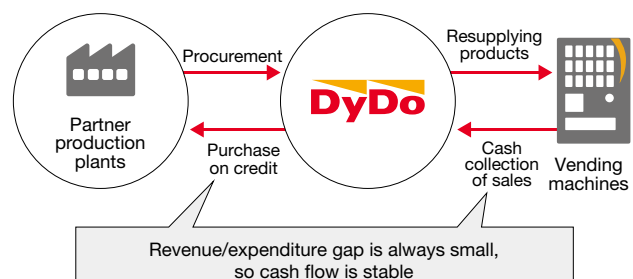 Partner
production
plants
Procurement
Purchase
on credit
DyDo
Resupplying
products
Cash
collection
of sales
Vending
machines
Revenue/expenditure gap is always small,
so cash flow is stable